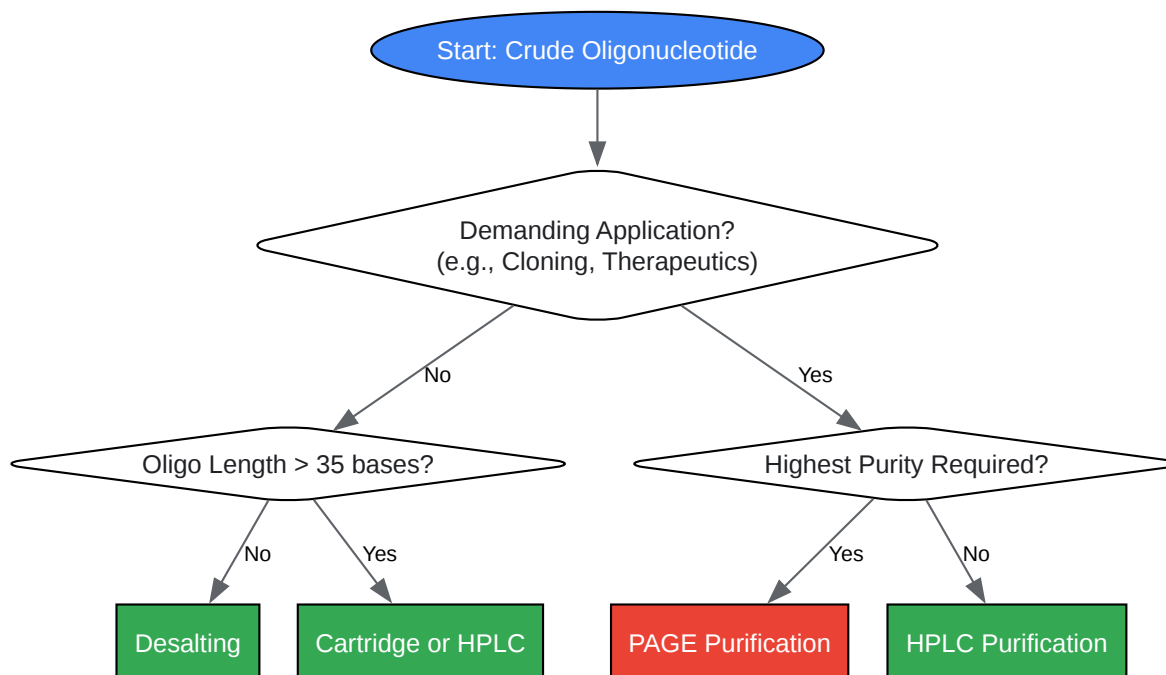 Start: Crude Oligonucleotide
Demanding Application?
(e.g., Cloning, Therapeutics)
No
Yes
Oligo Length > 35 bases?
Highest Purity Required?
No
Yes
Yes
No
Desalting
Cartridge or HPLC
PAGE Purification
HPLC Purification